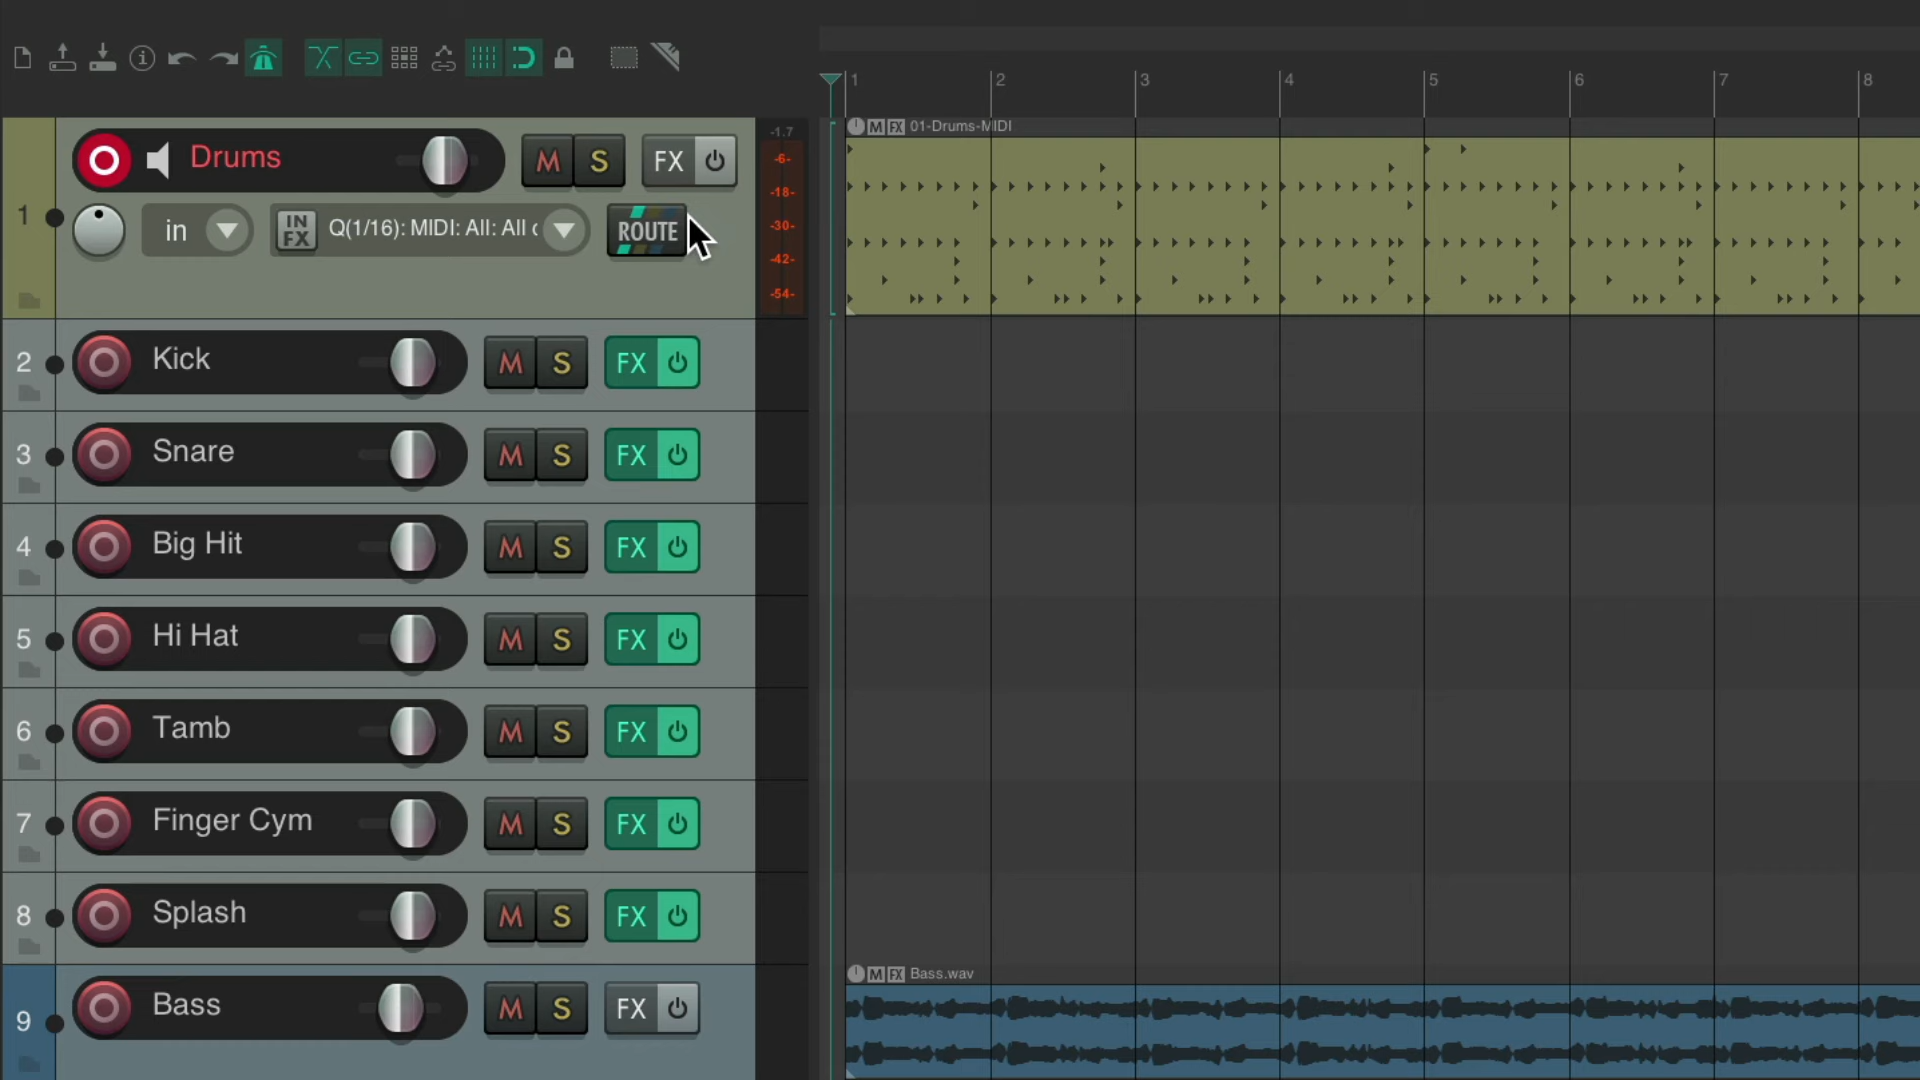 1 2 3 4 5 6 7 8
M FX 01-Drums-MIDI
1 Drums M S FX
in IN FX Q(1/16): MIDI: All: All c ROUTE
-1.7
-6-
-18-
-30-
-42-
-54-
2 Kick M S FX
3 Snare M S FX
4 Big Hit M S FX
5 Hi Hat M S FX
6 Tamb M S FX
7 Finger Cym M S FX
8 Splash M S FX
M FX Bass.wav
9 Bass M S FX